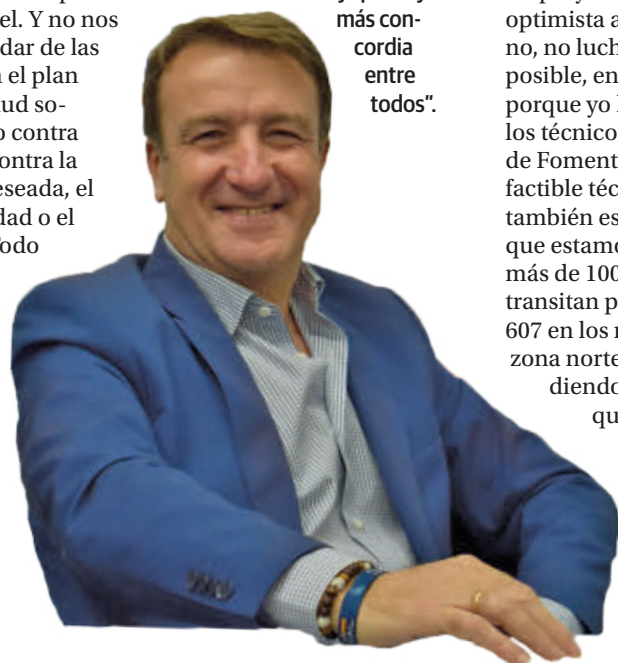 el. Y no nos
dar de las
el plan
ud so-
contra
ontra la
eseada, el
dad o el
odo
más con-
cordia
entre
todos".
optimista a
no, no luch
posible, en
porque yo
los técnico
de Foment
factible téc
también es
que estamo
más de 100
transitan p
607 en los
zona norte
diendo
qu